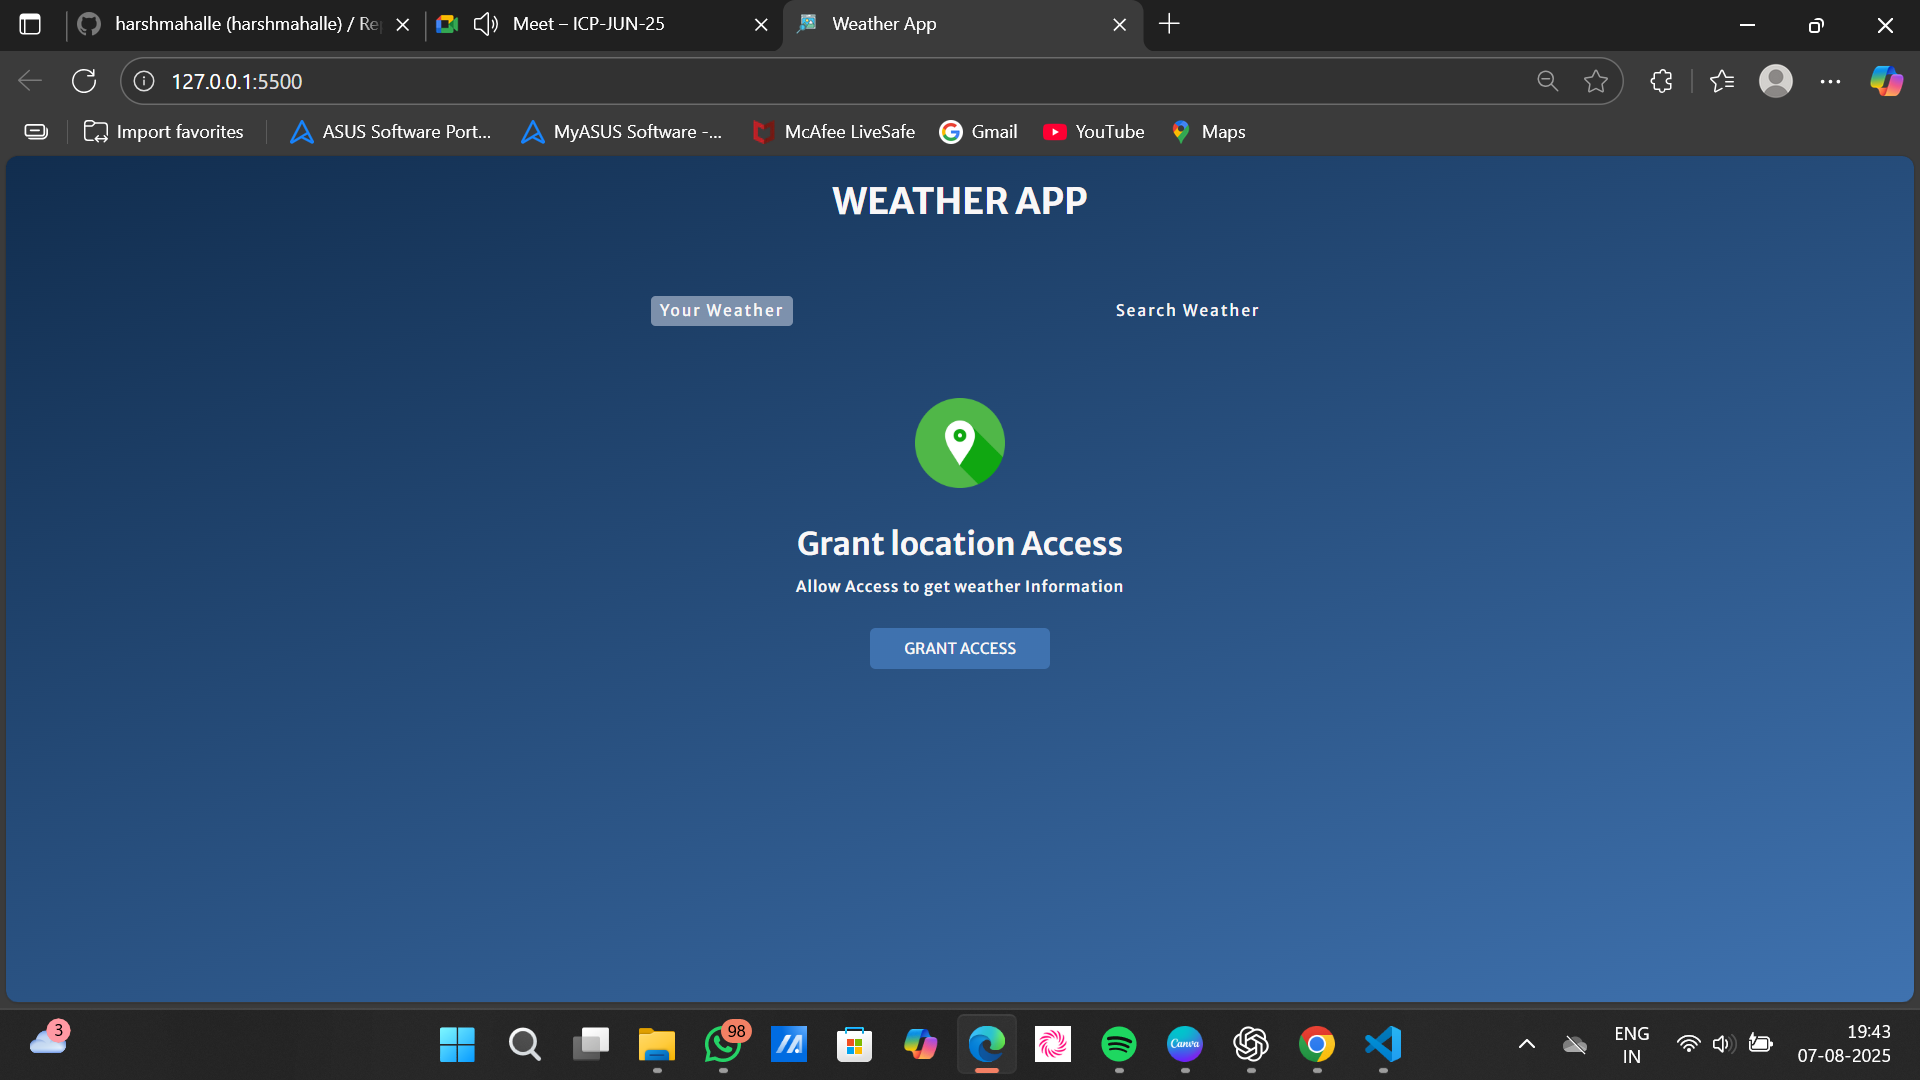 harshmahalle (harshmahalle) / Re
Meet – ICP-JUN-25
Weather App
127.0.0.1:5500
Import favorites
ASUS Software Port...
MyASUS Software -...
McAfee LiveSafe
Gmail
YouTube
Maps
WEATHER APP
Your Weather
Search Weather
Grant location Access
Allow Access to get weather Information
GRANT ACCESS
3
98
Canva
ENG
IN
19:43
07-08-2025